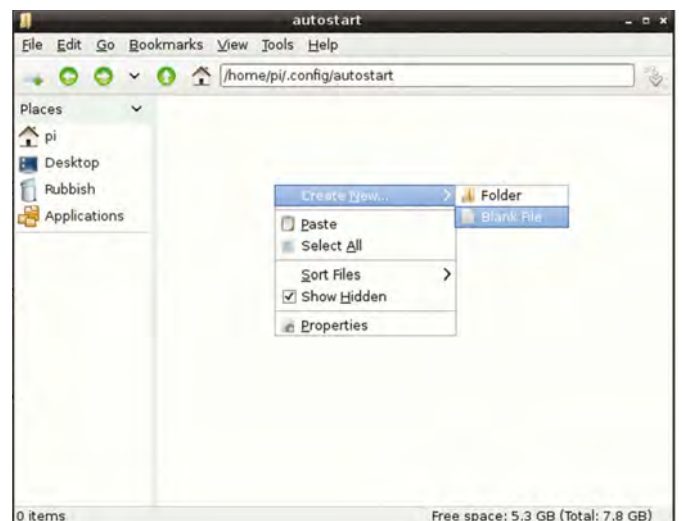 autostart
File Edit Go Bookmarks View Tools Help
/home/pi/.config/autostart
Places
pi
Desktop
Rubbish
Applications
Create New...
Folder
Blank File
Paste
Select All
Sort Files
Show Hidden
Properties
0 items
Free space: 5.3 GB (Total: 7.8 GB)